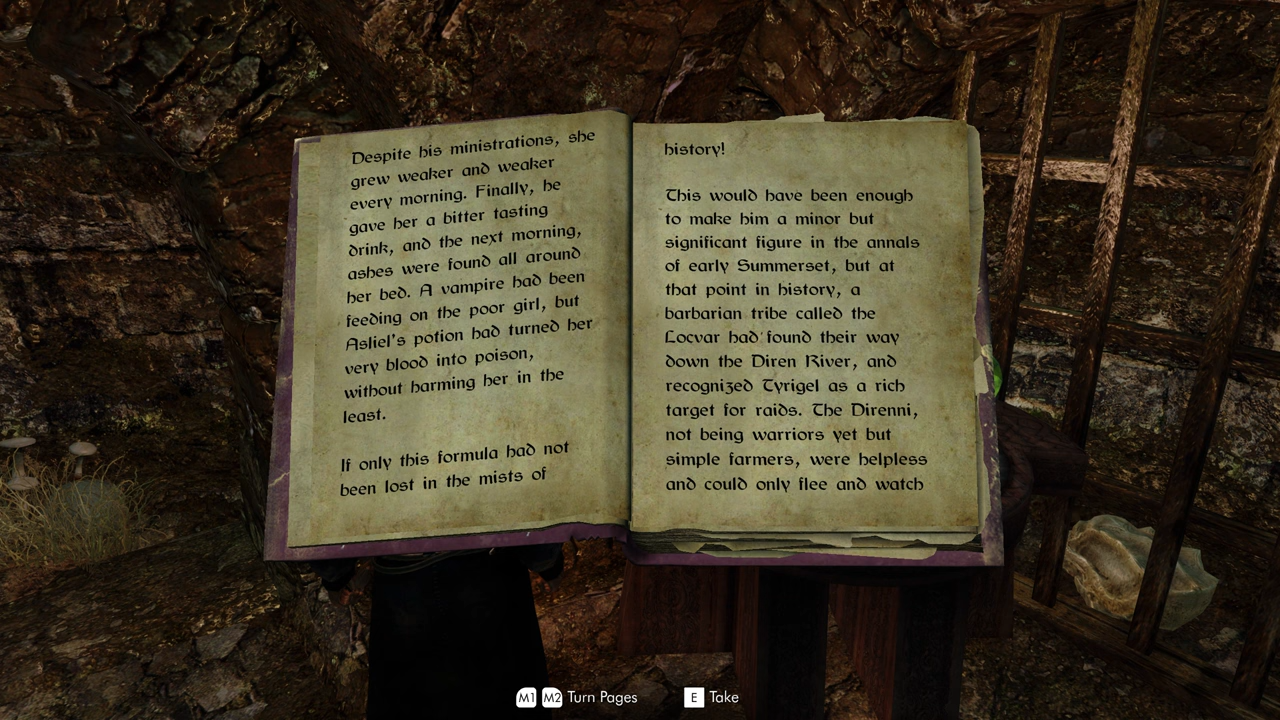 Despite his ministrations, she
grew weaker and weaker
every morning. Finally, he
gave her a bitter tasting
drink, and the next morning,
ashes were found all around
her bed. A vampire had been
feeding on the poor girl, but
Asliel's potion had turned her
very blood into poison,
without harming her in the
least.
If only this formula had not
been lost in the mists of
history!
This would have been enough
to make him a minor but
significant figure in the annals
of early Summerset, but at
that point in history, a
barbarian tribe called the
Locvar had found their way
down the Diren River, and
recognized Tyrigel as a rich
target for raids. The Direnni,
not being warriors yet but
simple farmers, were helpless
and could only flee and watch
M1 M2 Turn Pages E Take